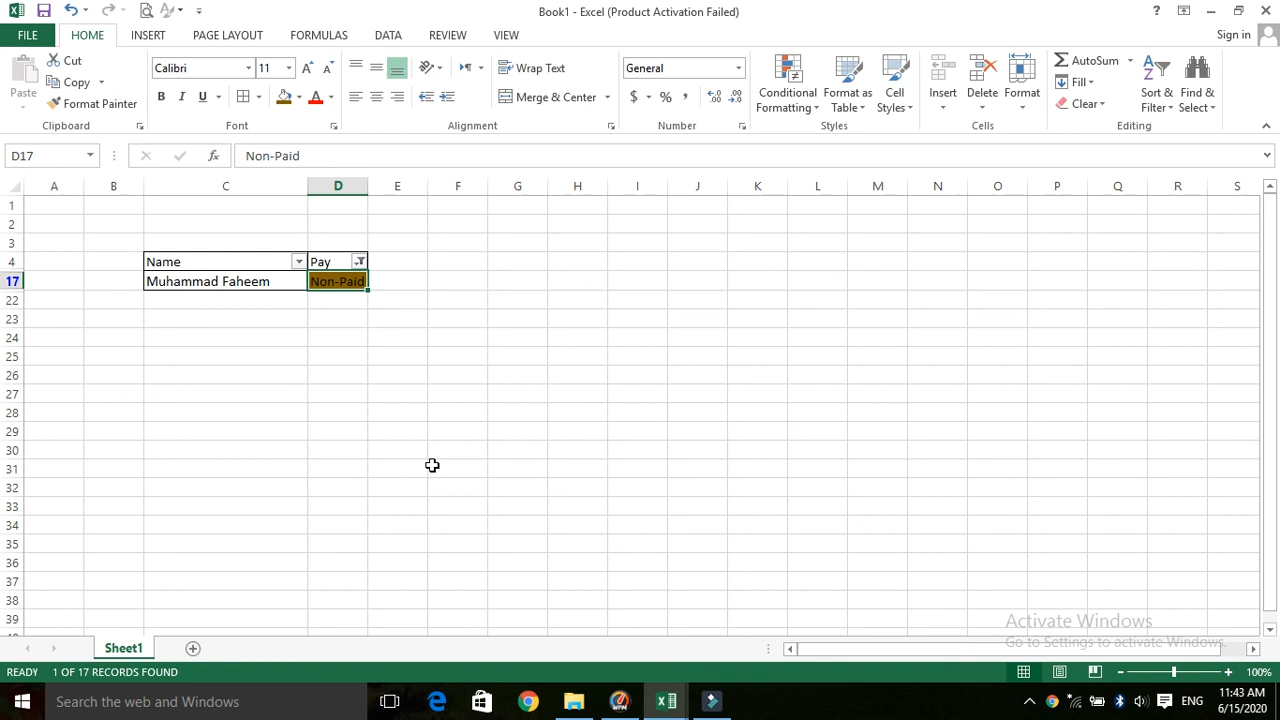 Book1 - Excel (Product Activation Failed)
FILE HOME INSERT PAGE LAYOUT FORMULAS DATA REVIEW VIEW Sign in
Paste Cut Copy Format Painter
Calibri 11
B I U A
Wrap Text
Merge & Center
General
$ % ,
Conditional Formatting
Format as Table
Cell Styles
Insert Delete Format
AutoSum
Fill
Clear
Sort & Filter
Find & Select
Clipboard Font Alignment Number Styles Cells Editing
D17 fx Non-Paid
A B C D E F G H I J K L M N O P Q R S
1
2
3
4 Name Pay
17 Muhammad Faheem Non-Paid
22
23
24
25
26
27
28
29
30
31
32
33
34
35
36
37
38
39
Activate Windows
Go to Settings to activate Windows.
Sheet1
READY 1 OF 17 RECORDS FOUND 100%
Search the web and Windows
WPM
ENG
11:43 AM
6/15/2020